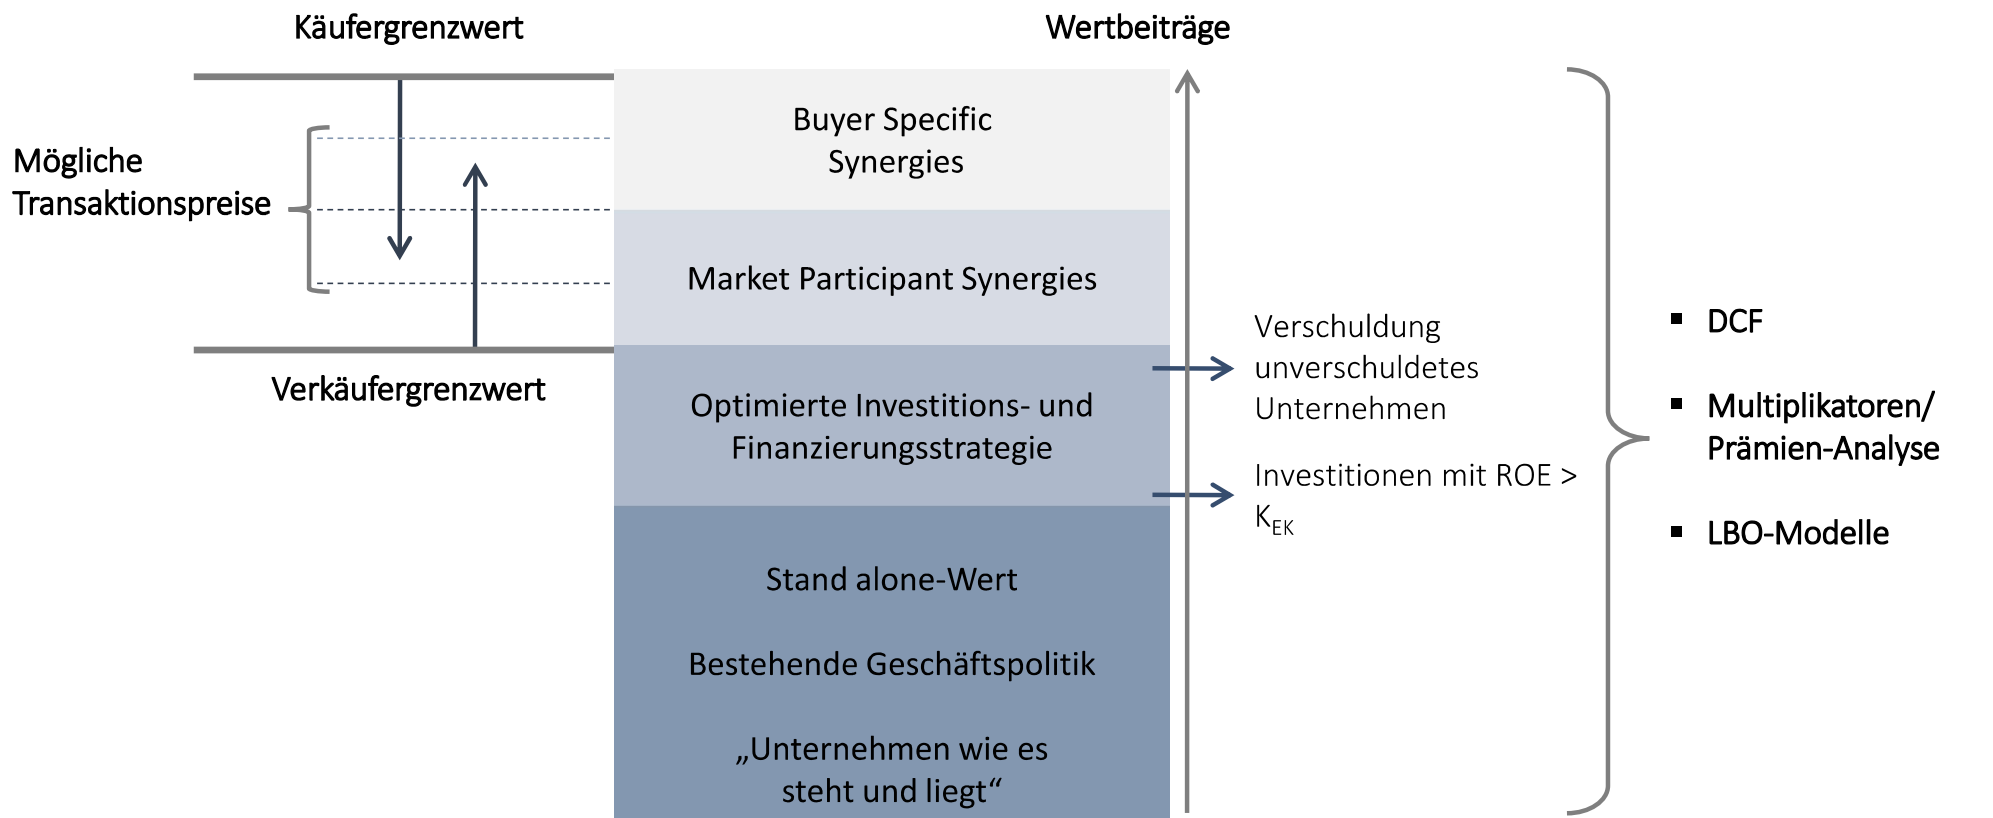 Käufergrenzwert
Wertbeiträge
Mögliche
Transaktionspreise
Verkäufergrenzwert
Buyer Specific
Synergies
Market Participant Synergies
Optimierte Investitions- und
Finanzierungsstrategie
Stand alone-Wert
Bestehende Geschäftspolitik
„Unternehmen wie es
steht und liegt“
Verschuldung
unverschuldetes
Unternehmen
Investitionen mit ROE >
K_EK
▪ DCF
▪ Multiplikatoren/
Prämien-Analyse
▪ LBO-Modelle